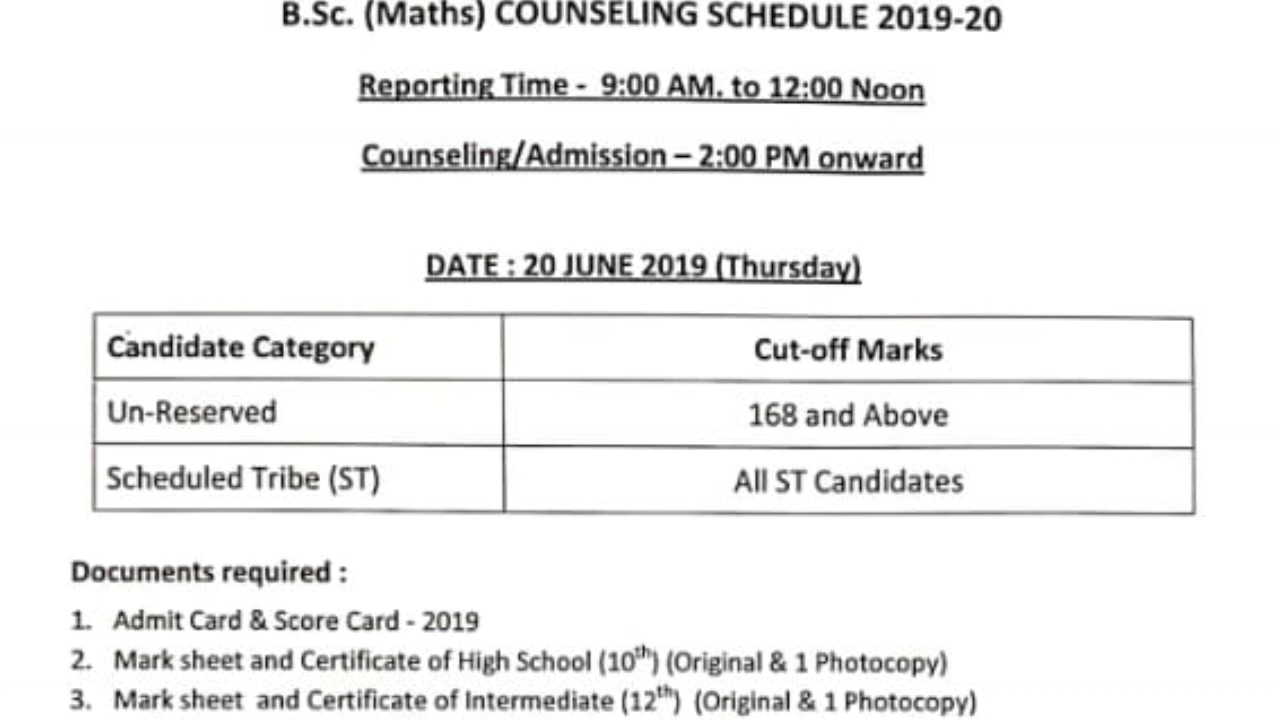 B.Sc. (Maths) COUNSELING SCHEDULE 2019-20
Reporting Time - 9:00 AM. to 12:00 Noon
Counseling/Admission – 2:00 PM onward
DATE : 20 JUNE 2019 (Thursday)
Candidate Category Cut-off Marks
Un-Reserved 168 and Above
Scheduled Tribe (ST) All ST Candidates
Documents required :
1. Admit Card & Score Card - 2019
2. Mark sheet and Certificate of High School (10th) (Original & 1 Photocopy)
3. Mark sheet and Certificate of Intermediate (12th) (Original & 1 Photocopy)